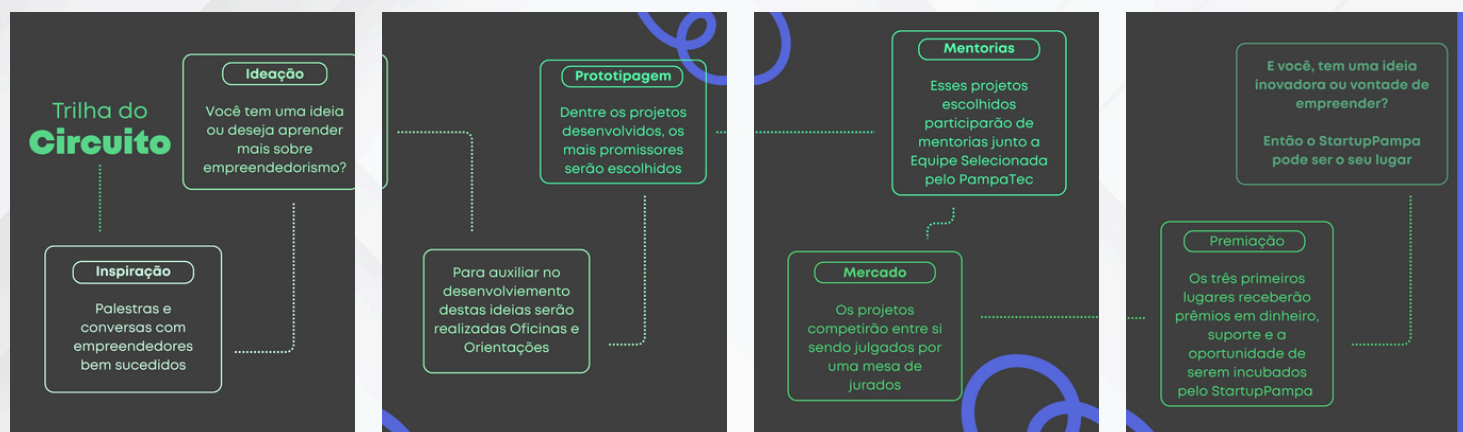 Trilha do
Circuito
Inspiração
Palestras e
conversas com
empreendedores
bem sucedidos
Ideação
Você tem uma ideia
ou deseja aprender
mais sobre
empreendedorismo?
Para auxiliar no
desenvolviemento
destas ideias serão
realizadas Oficinas e
Orientações
Prototipagem
Dentre os projetos
desenvolvidos, os
mais promissores
serão escolhidos
Mentorias
Esses projetos
escolhidos
participarão de
mentorias junto a
Equipe Selecionada
pelo PampaTec
Mercado
Os projetos
competirão entre si
sendo julgados por
uma mesa de
jurados
Premiação
Os três primeiros
lugares receberão
prêmios em dinheiro,
suporte e a
oportunidade de
serem incubados
pelo StartupPampa
E você, tem uma ideia
inovadora ou vontade de
empreender?
Então o StartupPampa
pode ser o seu lugar